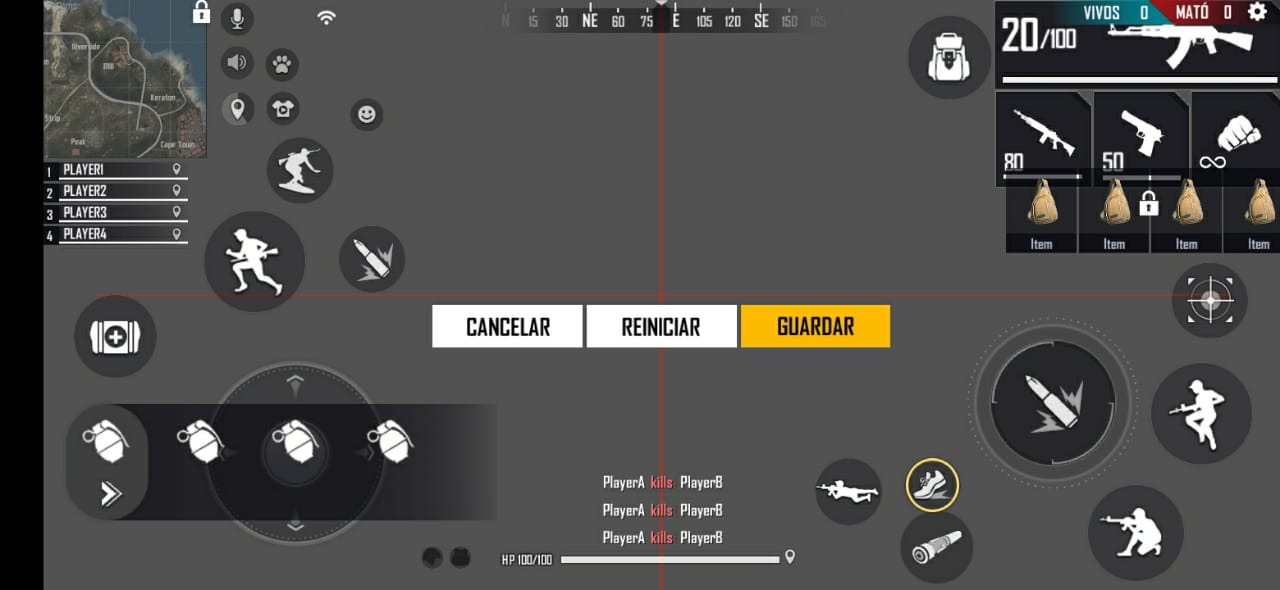 N 15 30 NE 60 75 E 105 120 SE 150 165
VIVOS 0 MATÓ 0
20/100
Mill
Keraton
Strip
Peak
Cape Town
1 PLAYER1
2 PLAYER2
3 PLAYER3
4 PLAYER4
80
50
∞
Item
Item
Item
Item
CANCELAR
REINICIAR
GUARDAR
PlayerA kills PlayerB
PlayerA kills PlayerB
PlayerA kills PlayerB
HP 100/100